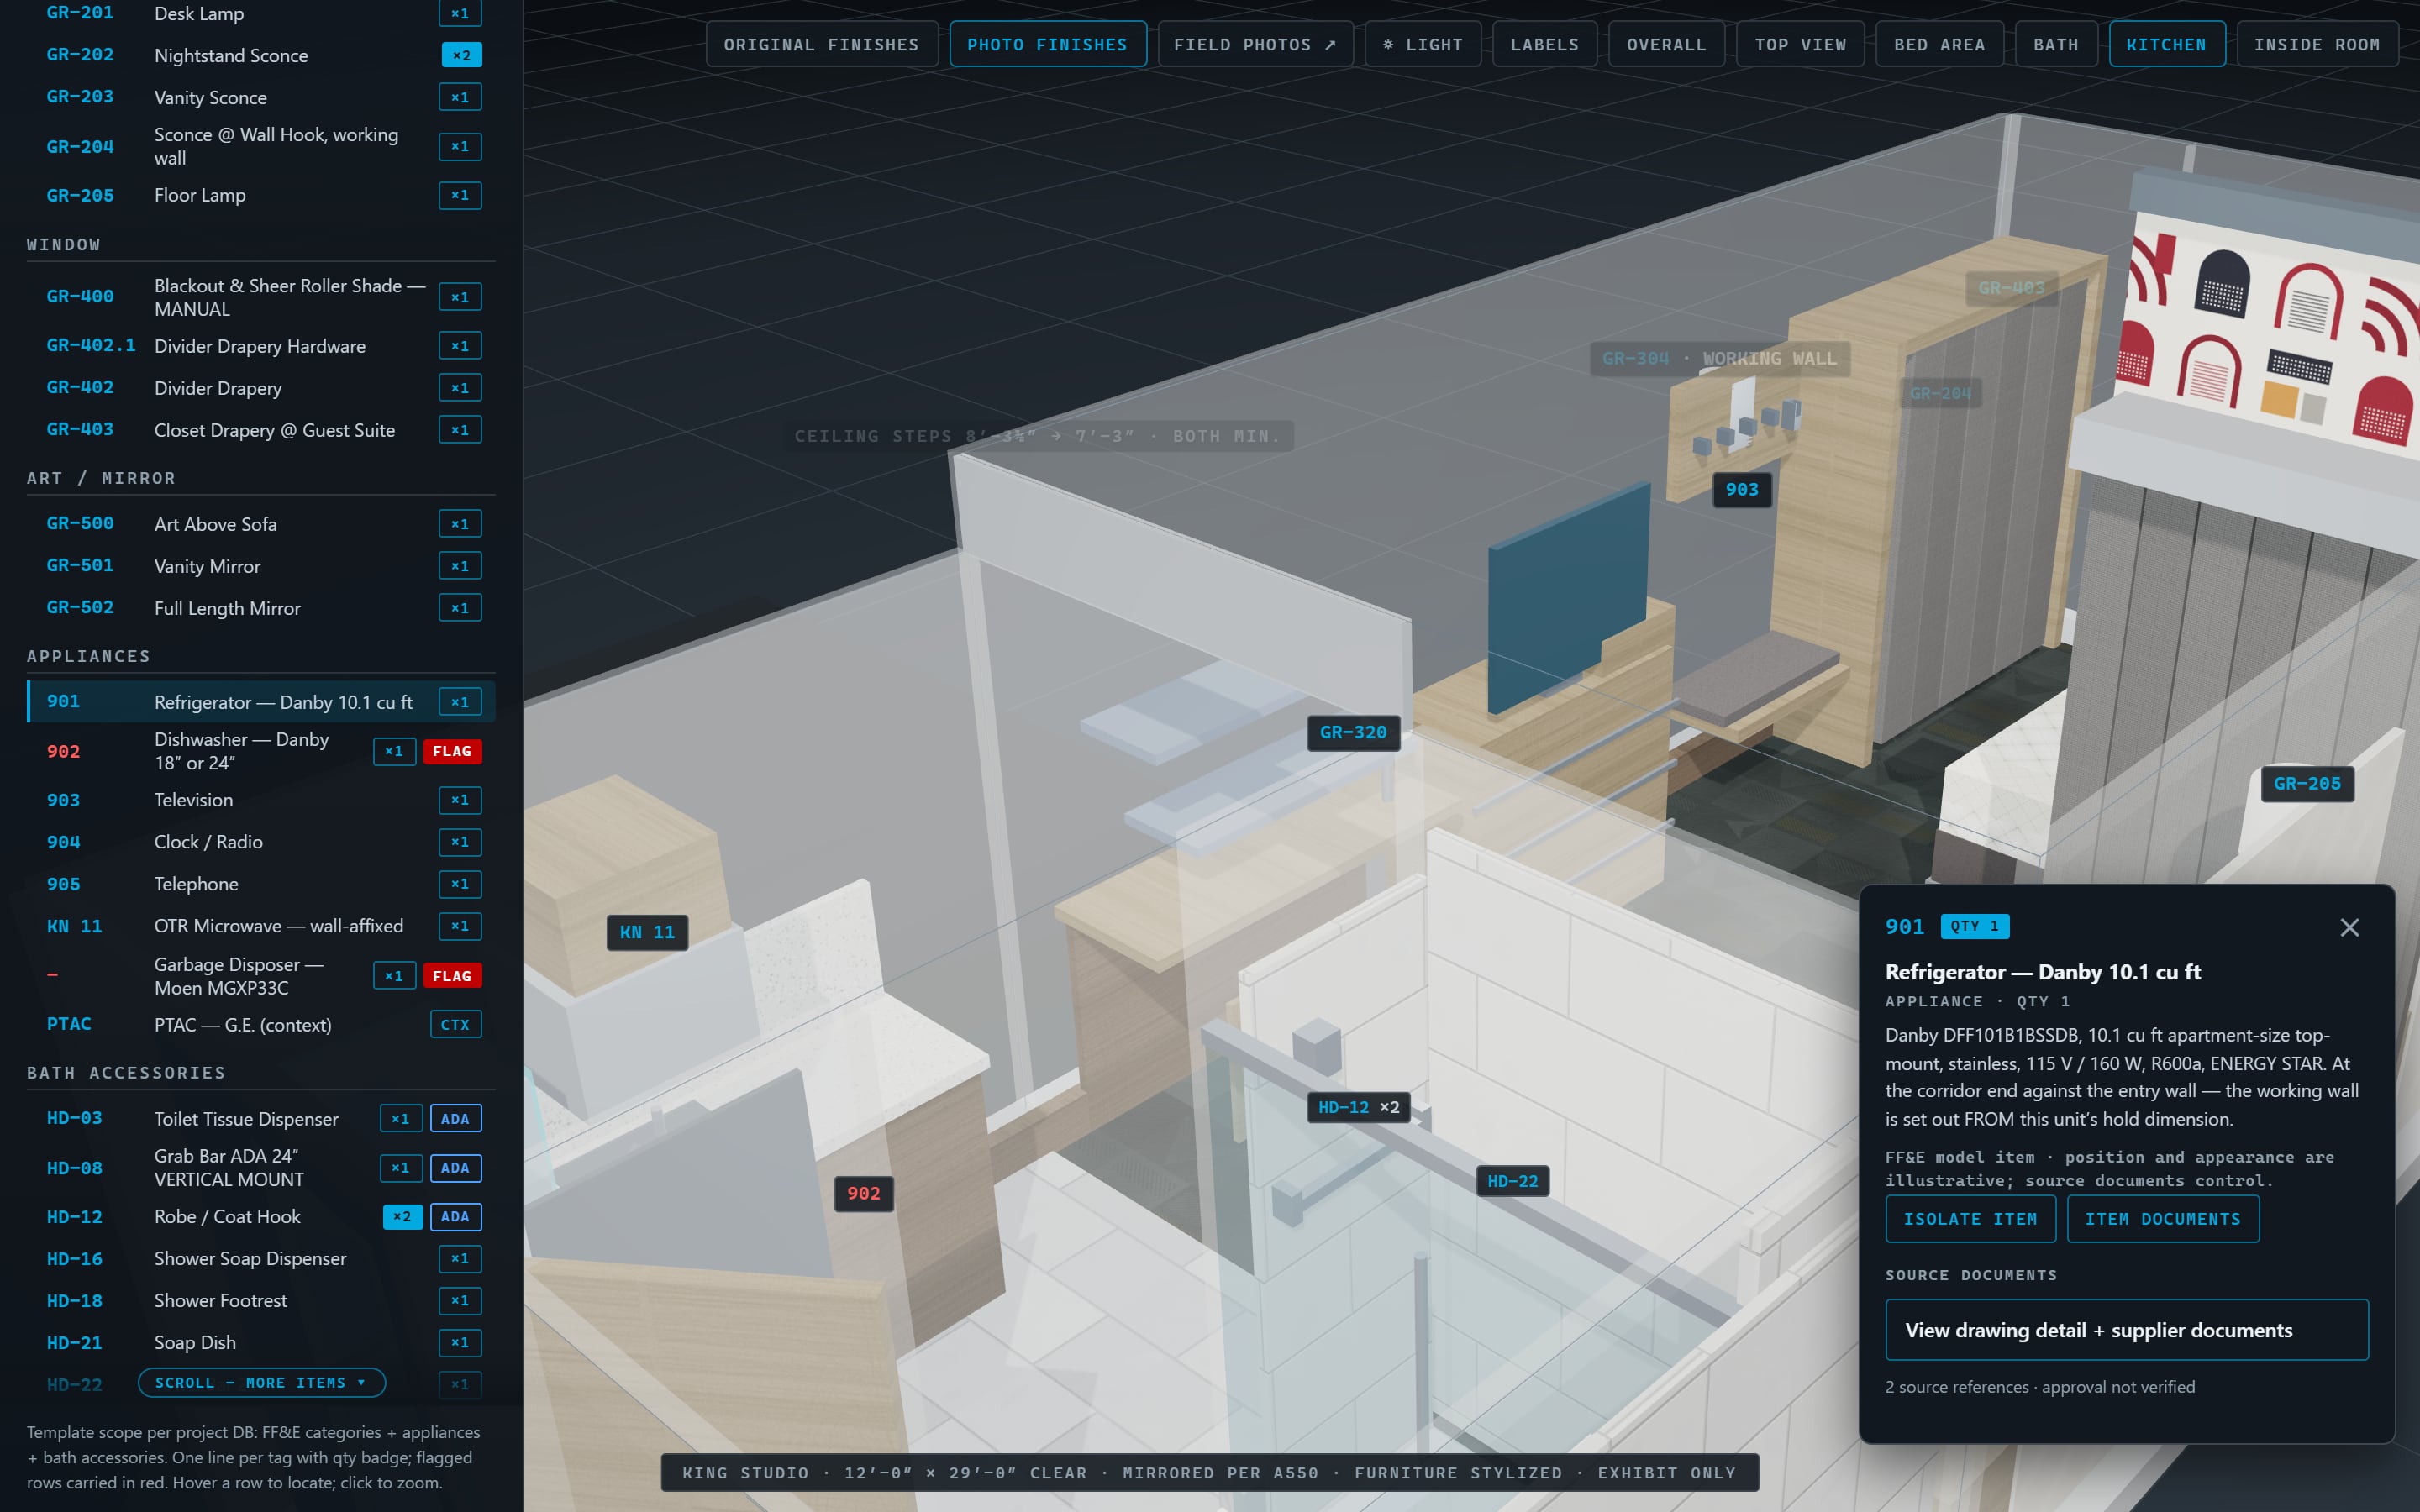 GR-201 Desk Lamp ×1
GR-202 Nightstand Sconce ×2
GR-203 Vanity Sconce ×1
GR-204 Sconce @ Wall Hook, working
wall ×1
GR-205 Floor Lamp ×1
WINDOW
GR-400 Blackout & Sheer Roller Shade —
MANUAL ×1
GR-402.1 Divider Drapery Hardware ×1
GR-402 Divider Drapery ×1
GR-403 Closet Drapery @ Guest Suite ×1
ART / MIRROR
GR-500 Art Above Sofa ×1
GR-501 Vanity Mirror ×1
GR-502 Full Length Mirror ×1
APPLIANCES
901 Refrigerator — Danby 10.1 cu ft ×1
902 Dishwasher — Danby
18″ or 24″ ×1 FLAG
903 Television ×1
904 Clock / Radio ×1
905 Telephone ×1
KN 11 OTR Microwave — wall-affixed ×1
— Garbage Disposer —
Moen MGXP33C ×1 FLAG
PTAC PTAC — G.E. (context) CTX
BATH ACCESSORIES
HD-03 Toilet Tissue Dispenser ×1 ADA
HD-08 Grab Bar ADA 24″
VERTICAL MOUNT ×1 ADA
HD-12 Robe / Coat Hook ×2 ADA
HD-16 Shower Soap Dispenser ×1
HD-18 Shower Footrest ×1
HD-21 Soap Dish ×1
HD-22 ×1
SCROLL — MORE ITEMS ▾
Template scope per project DB: FF&E categories + appliances
+ bath accessories. One line per tag with qty badge; flagged
rows carried in red. Hover a row to locate; click to zoom.
ORIGINAL FINISHES PHOTO FINISHES FIELD PHOTOS ↗ ☼ LIGHT LABELS OVERALL TOP VIEW BED AREA BATH KITCHEN INSIDE ROOM
GR-403
GR-304 · WORKING WALL
GR-204
CEILING STEPS 8′-3¾″ → 7′-3″ · BOTH MIN.
903
GR-320
GR-205
KN 11
HD-12 ×2
HD-22
902
901 QTY 1
Refrigerator — Danby 10.1 cu ft
APPLIANCE · QTY 1
Danby DFF101B1BSSDB, 10.1 cu ft apartment-size top-
mount, stainless, 115 V / 160 W, R600a, ENERGY STAR. At
the corridor end against the entry wall — the working wall
is set out FROM this unit's hold dimension.
FF&E model item · position and appearance are
illustrative; source documents control.
ISOLATE ITEM ITEM DOCUMENTS
SOURCE DOCUMENTS
View drawing detail + supplier documents
2 source references · approval not verified
KING STUDIO · 12′-0″ × 29′-0″ CLEAR · MIRRORED PER A550 · FURNITURE STYLIZED · EXHIBIT ONLY